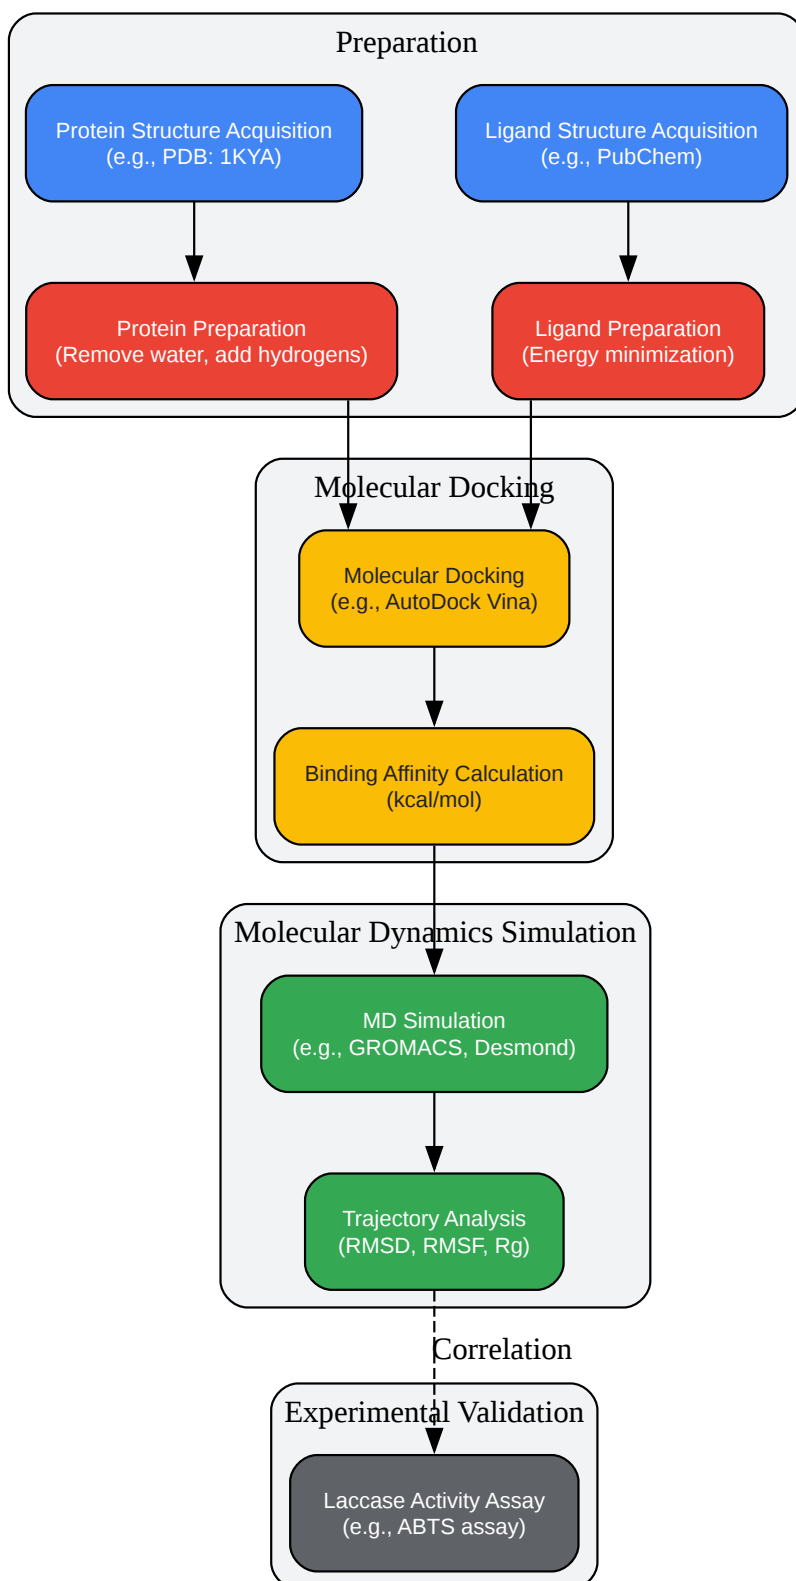 Preparation
Protein Structure Acquisition
(e.g., PDB: 1KYA)
Ligand Structure Acquisition
(e.g., PubChem)
Protein Preparation
(Remove water, add hydrogens)
Ligand Preparation
(Energy minimization)
Molecular Docking
Molecular Docking
(e.g., AutoDock Vina)
Binding Affinity Calculation
(kcal/mol)
Molecular Dynamics Simulation
MD Simulation
(e.g., GROMACS, Desmond)
Trajectory Analysis
(RMSD, RMSF, Rg)
Correlation
Experimental Validation
Laccase Activity Assay
(e.g., ABTS assay)